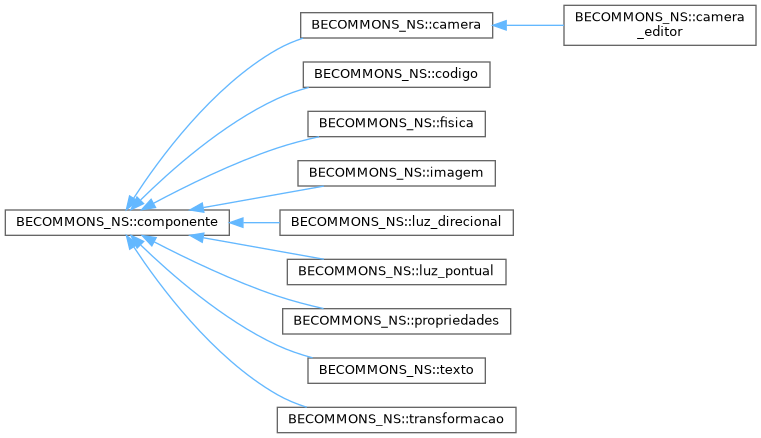 BECOMMONS_NS::camera
BECOMMONS_NS::camera
_editor
BECOMMONS_NS::codigo
BECOMMONS_NS::fisica
BECOMMONS_NS::imagem
BECOMMONS_NS::componente
BECOMMONS_NS::luz_direcional
BECOMMONS_NS::luz_pontual
BECOMMONS_NS::propriedades
BECOMMONS_NS::texto
BECOMMONS_NS::transformacao